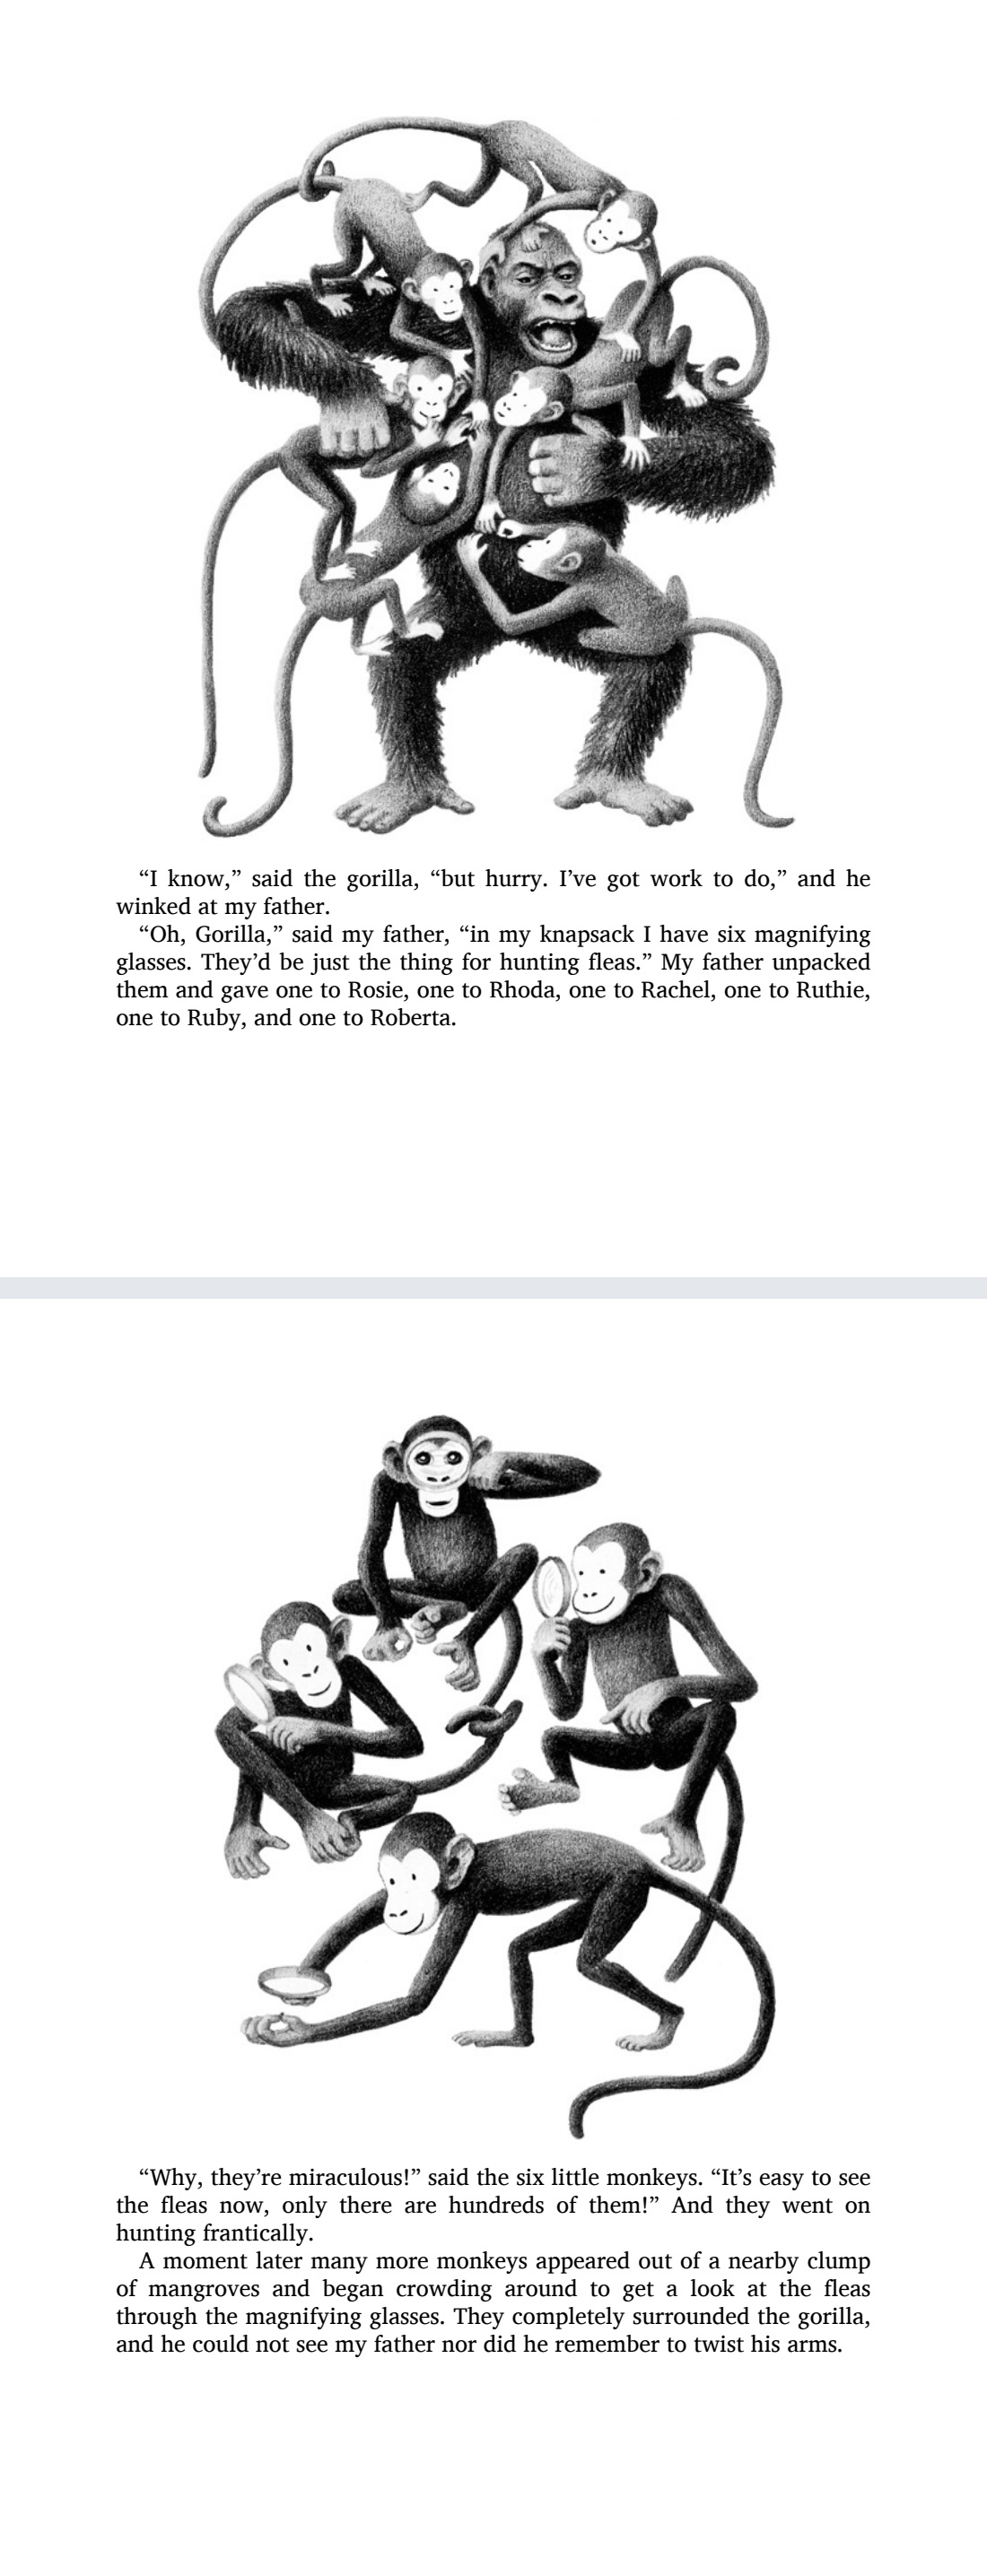 “I know,” said the gorilla, “but hurry. I’ve got work to do,” and he
winked at my father.
“Oh, Gorilla,” said my father, “in my knapsack I have six magnifying
glasses. They’d be just the thing for hunting fleas.” My father unpacked
them and gave one to Rosie, one to Rhoda, one to Rachel, one to Ruthie,
one to Ruby, and one to Roberta.
“Why, they’re miraculous!” said the six little monkeys. “It’s easy to see
the fleas now, only there are hundreds of them!” And they went on
hunting frantically.
A moment later many more monkeys appeared out of a nearby clump
of mangroves and began crowding around to get a look at the fleas
through the magnifying glasses. They completely surrounded the gorilla,
and he could not see my father nor did he remember to twist his arms.